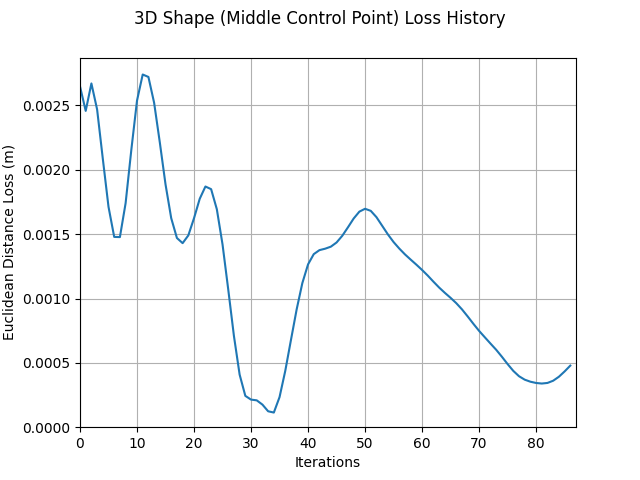 3D Shape (Middle Control Point) Loss History
Euclidean Distance Loss (m)
0.0025
0.0020
0.0015
0.0010
0.0005
0.0000
0 10 20 30 40 50 60 70 80
Iterations